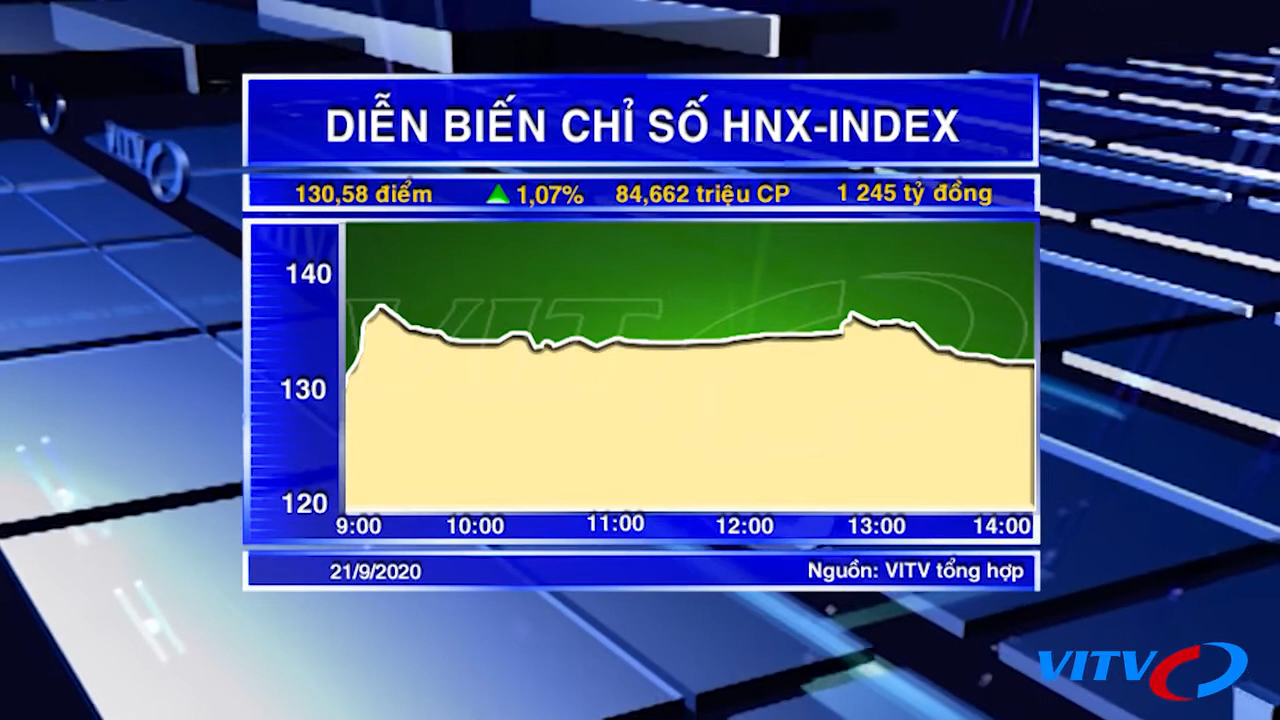 DIỄN BIẾN CHỈ SỐ HNX-INDEX
130,58 điểm 1,07% 84,662 triệu CP 1 245 tỷ đồng
140
130
120
9:00 10:00 11:00 12:00 13:00 14:00
21/9/2020 Nguồn: VITV tổng hợp
VITV
VITV